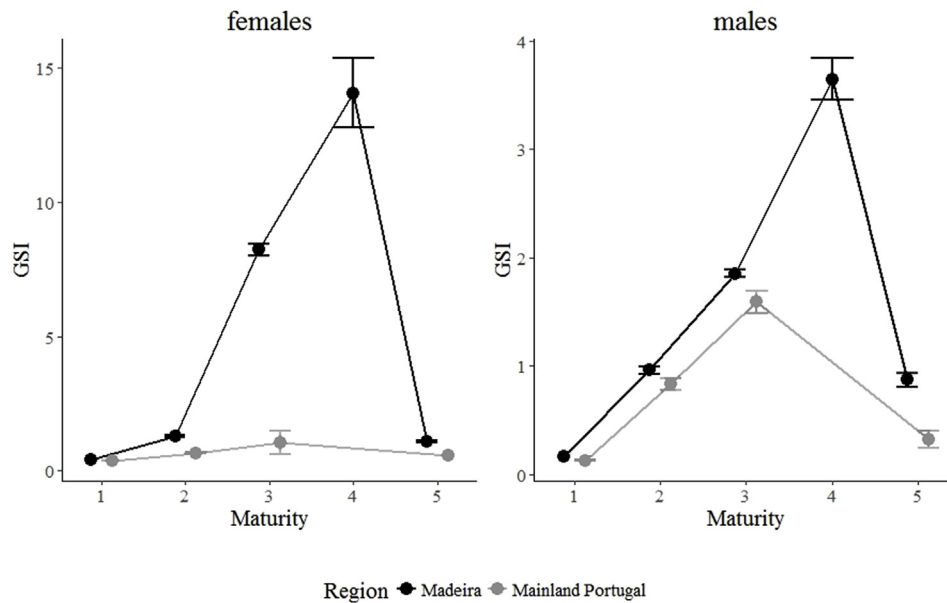 females
males
15
10
5
0
GSI
1 2 3 4 5
Maturity
4
3
2
1
0
GSI
1 2 3 4 5
Maturity
Region Madeira Mainland Portugal